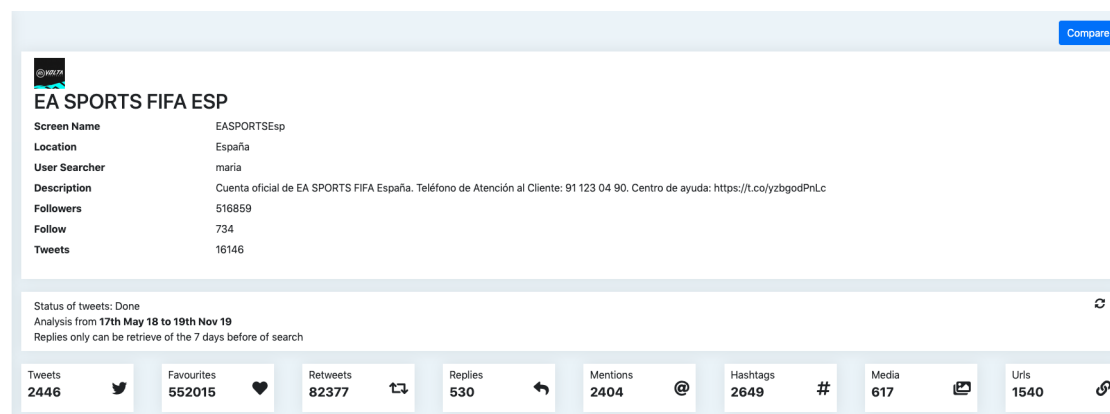 Compare
VOLTA
EA SPORTS FIFA ESP
Screen Name EASPORTSEsp
Location España
User Searcher maria
Description Cuenta oficial de EA SPORTS FIFA España. Teléfono de Atención al Cliente: 91 123 04 90. Centro de ayuda: https://t.co/yzbgodPnLc
Followers 516859
Follow 734
Tweets 16146
Status of tweets: Done
Analysis from 17th May 18 to 19th Nov 19
Replies only can be retrieve of the 7 days before of search
Tweets Favourites Retweets Replies Mentions Hashtags Media Urls
2446 552015 82377 530 2404 @ 2649 # 617 1540